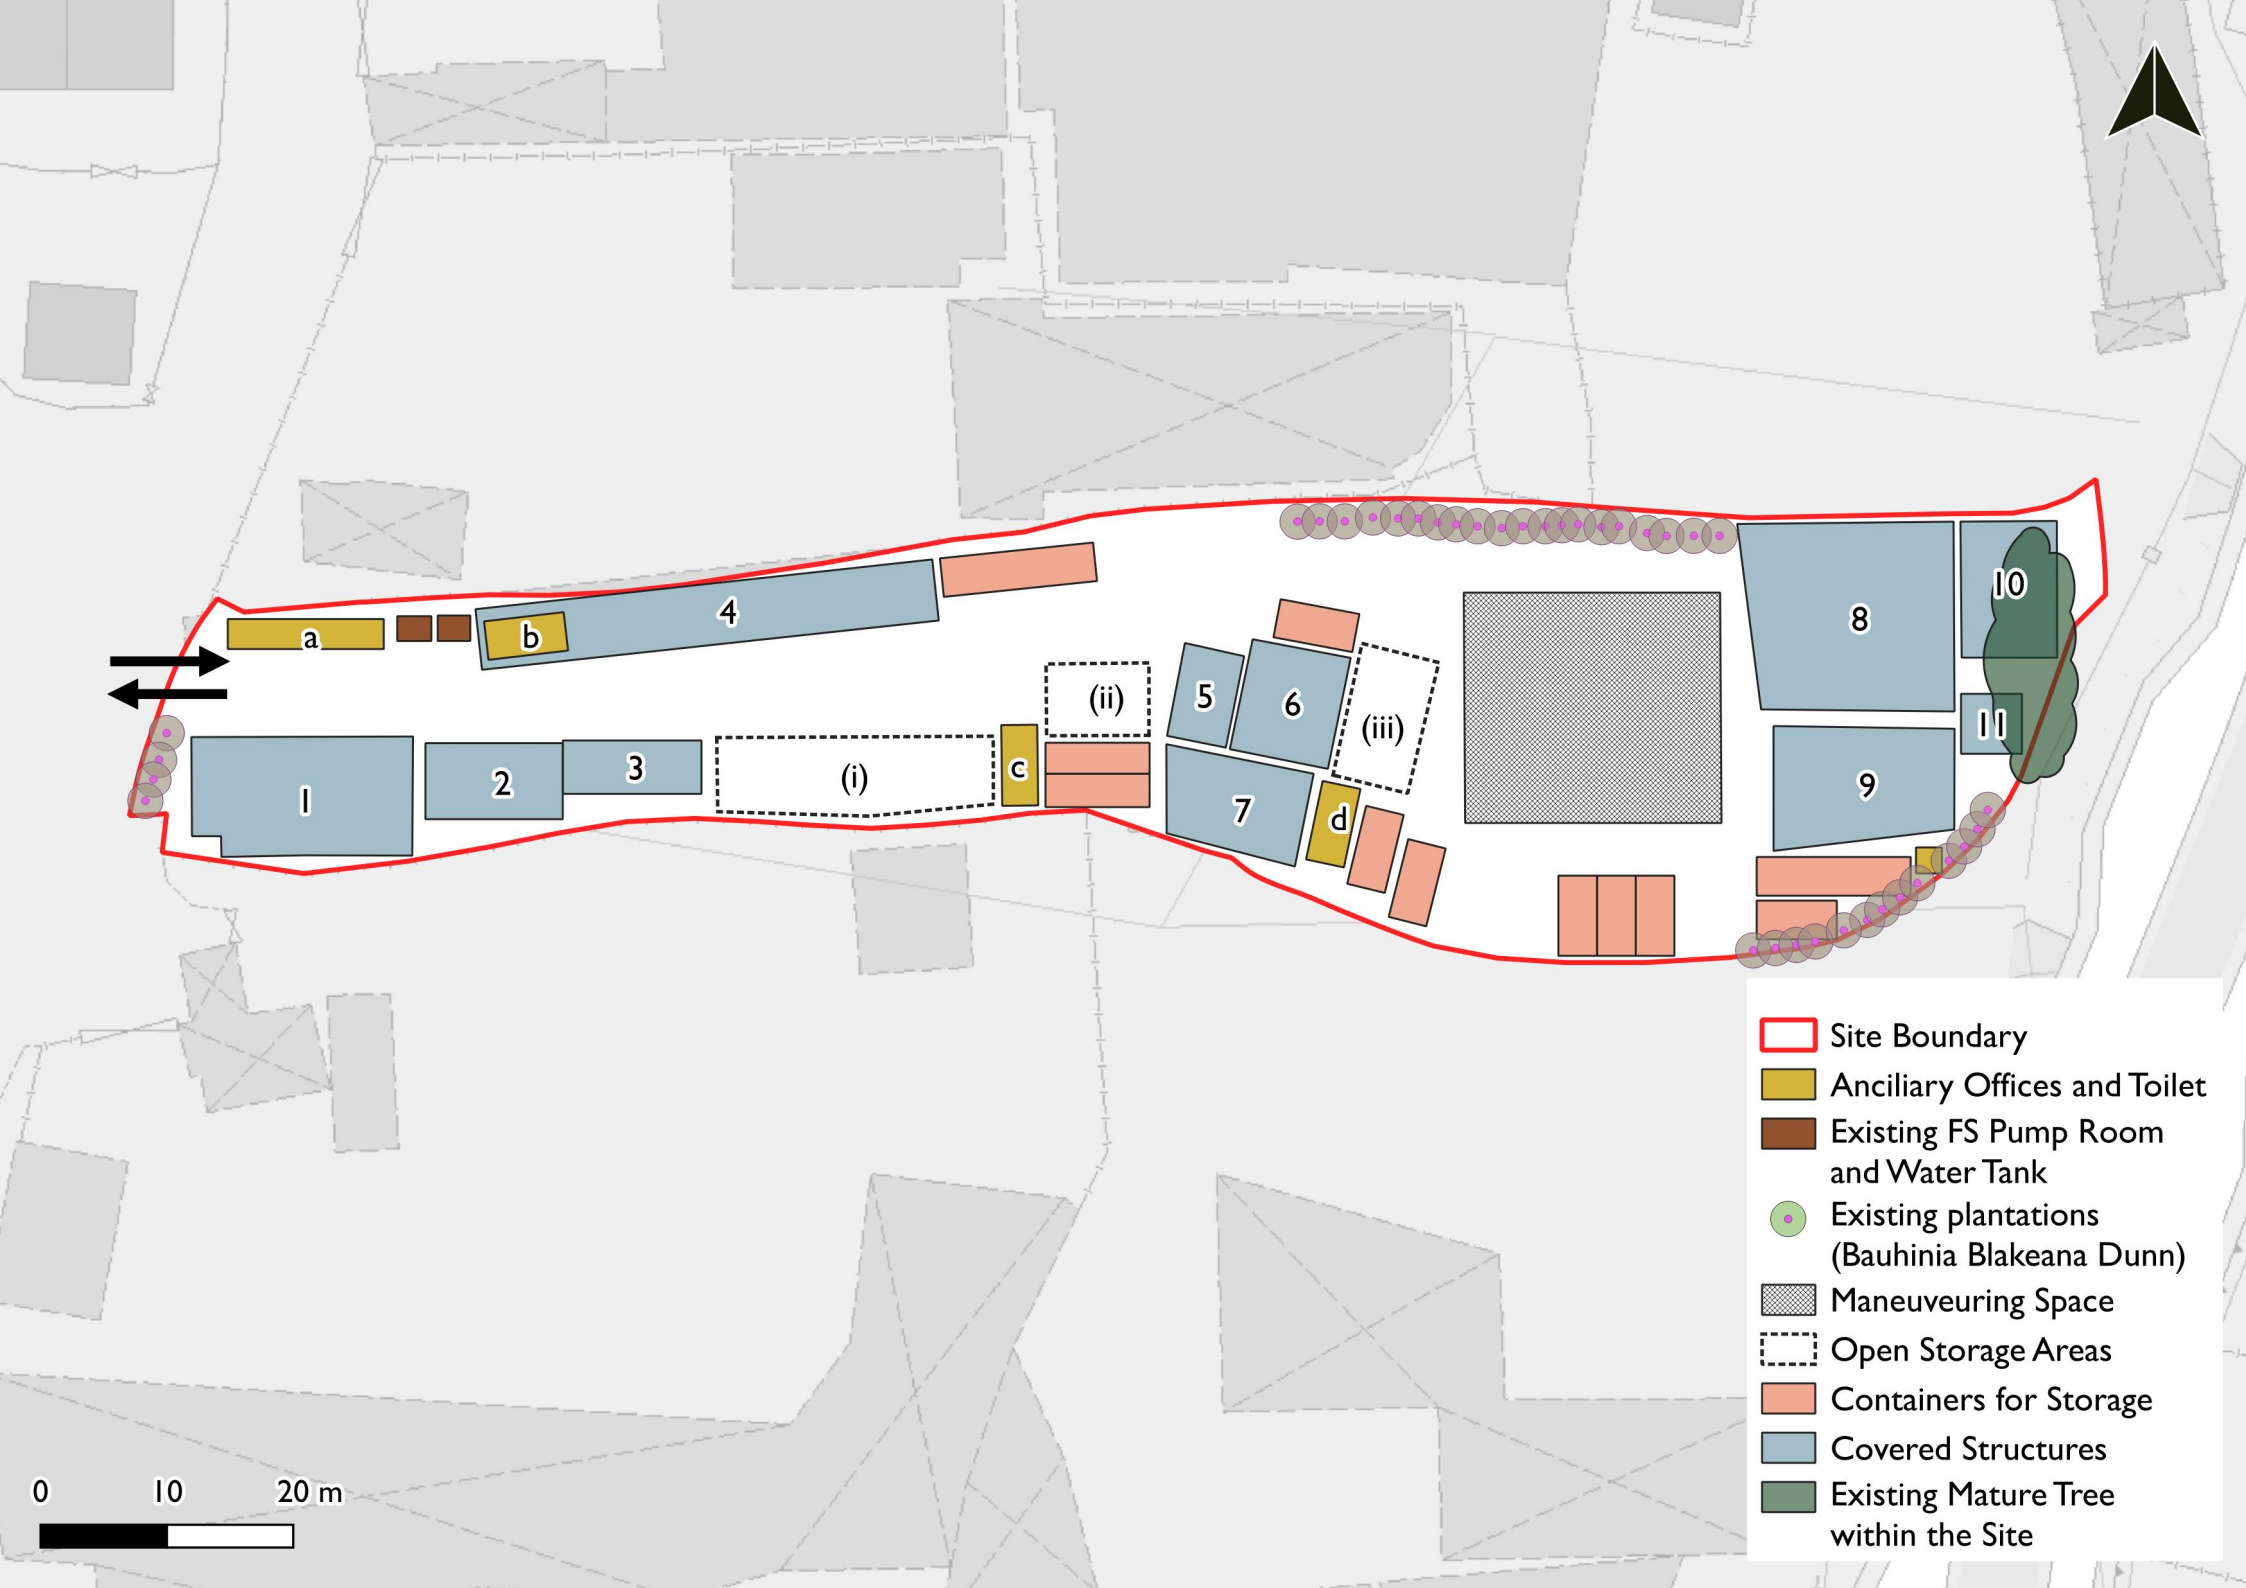 4
a
b
10
8
5
6
(ii)
(iii)
11
1
2
3
(i)
c
7
d
9
Site Boundary
Anciliary Offices and Toilet
Existing FS Pump Room
and Water Tank
Existing plantations
(Bauhinia Blakeana Dunn)
Maneuveuring Space
Open Storage Areas
Containers for Storage
Covered Structures
Existing Mature Tree
within the Site
0 10 20 m